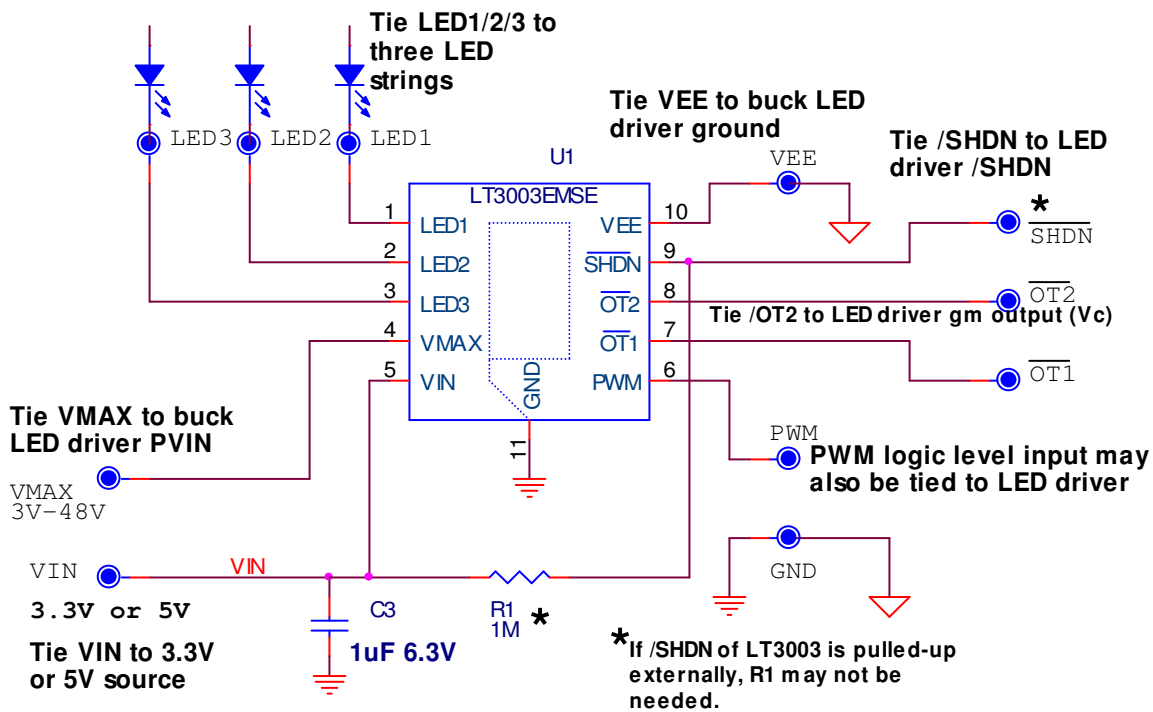 Tie LED1/2/3 to
three LED
strings
LED3
LED2
LED1
Tie VEE to buck LED
driver ground
VEE
Tie /SHDN to LED
driver /SHDN
*
SHDN
U1
LT3003EMSE
1
LED1
2
LED2
3
LED3
4
VMAX
5
VIN
VEE
10
SHDN
9
OT2
8
OT1
7
PWM
6
GND
11
OT2
Tie /OT2 to LED driver gm output (Vc)
OT1
Tie VMAX to buck
LED driver PVIN
VMAX
3V-48V
PWM
PWM logic level input may
also be tied to LED driver
GND
VIN
VIN
3.3V or 5V
Tie VIN to 3.3V
or 5V source
C3
1uF 6.3V
R1
1M
*
*If /SHDN of LT3003 is pulled-up
externally, R1 may not be
needed.